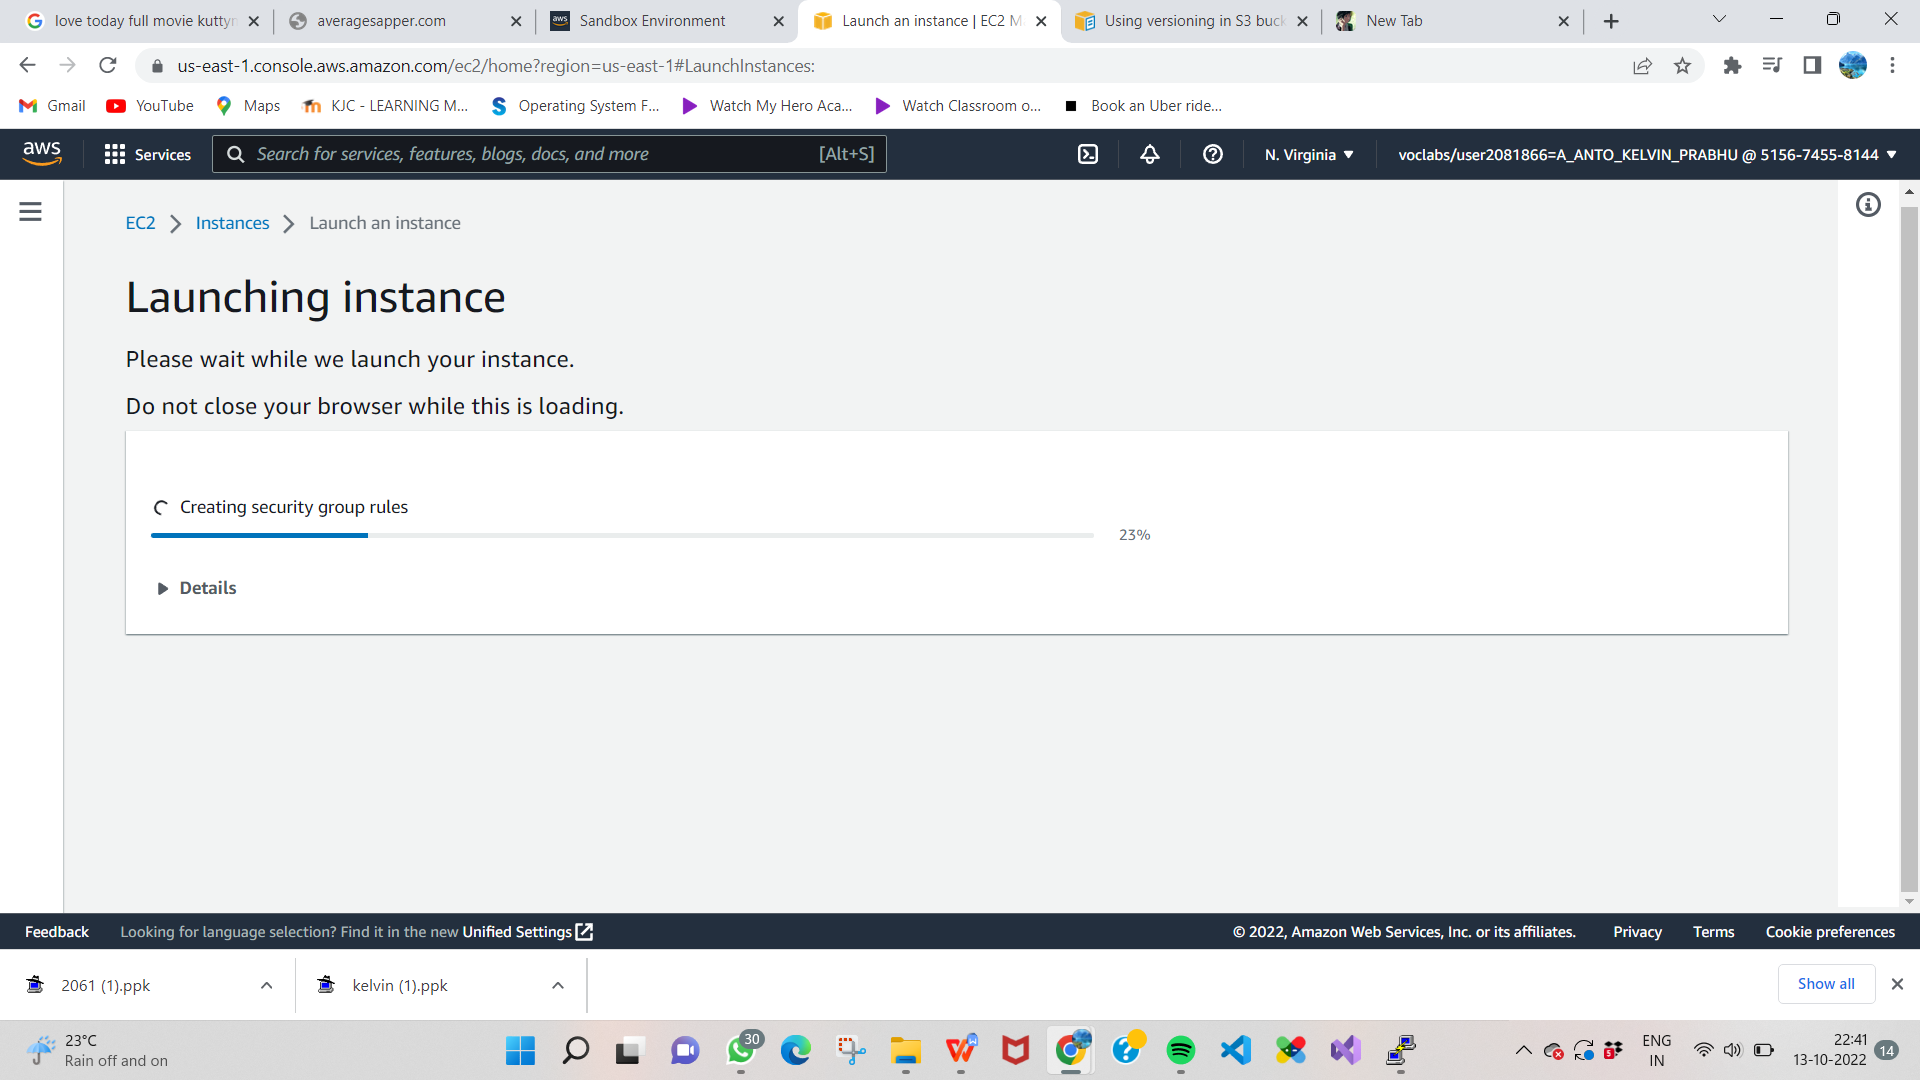 love today full movie kuttyn
averagesapper.com
Sandbox Environment
Launch an instance | EC2 M
Using versioning in S3 buck
New Tab
us-east-1.console.aws.amazon.com/ec2/home?region=us-east-1#LaunchInstances:
Gmail
YouTube
Maps
KJC - LEARNING M...
Operating System F...
Watch My Hero Aca...
Watch Classroom o...
Book an Uber ride...
aws
Services
Search for services, features, blogs, docs, and more
[Alt+S]
N. Virginia
voclabs/user2081866=A_ANTO_KELVIN_PRABHU @ 5156-7455-8144
EC2
Instances
Launch an instance
Launching instance
Please wait while we launch your instance.
Do not close your browser while this is loading.
Creating security group rules
23%
Details
Feedback
Looking for language selection? Find it in the new Unified Settings
© 2022, Amazon Web Services, Inc. or its affiliates.
Privacy
Terms
Cookie preferences
2061 (1).ppk
kelvin (1).ppk
Show all
23°C
Rain off and on
30
ENG
IN
22:41
13-10-2022
14